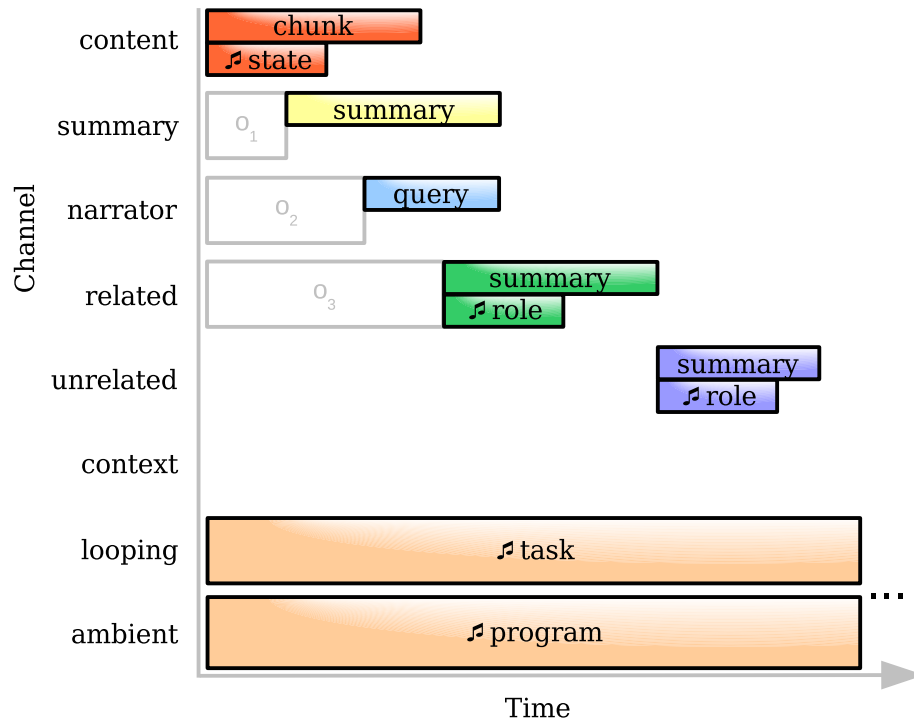 content
chunk
♫ state
summary
O1
summary
narrator
O2
query
Channel
related
O3
summary
♫ role
unrelated
summary
♫ role
context
looping
♫ task
...
ambient
♫ program
Time